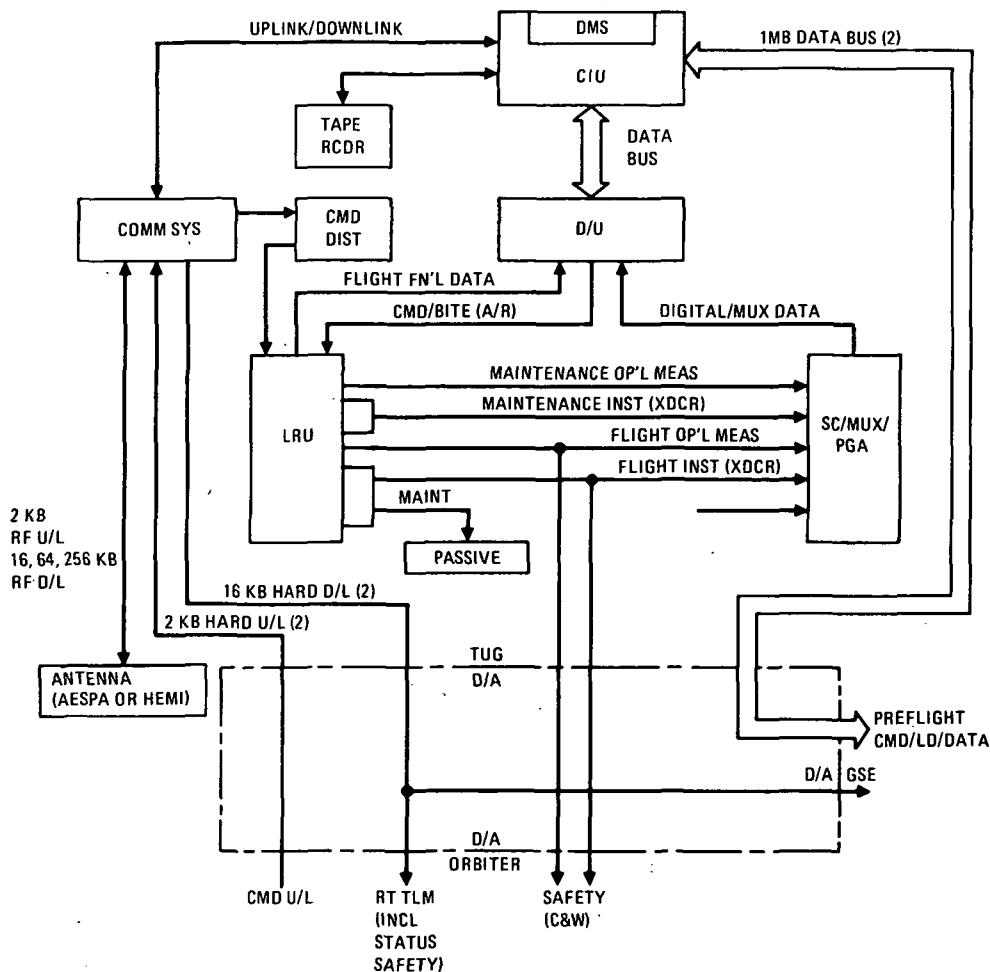 UPLINK/DOWNLINK
DMS
CIU
1MB DATA BUS (2)
TAPE
RCDR
DATA
BUS
COMM SYS
CMD
DIST
D/U
FLIGHT FN'L DATA
CMD/BITE (A/R)
DIGITAL/MUX DATA
LRU
MAINTENANCE OP'L MEAS
MAINTENANCE INST (XDCR)
FLIGHT OP'L MEAS
FLIGHT INST (XDCR)
SC/MUX/
PGA
MAINT
PASSIVE
2 KB
RF U/L
16, 64, 256 KB
RF D/L
16 KB HARD D/L (2)
2 KB HARD U/L (2)
ANTENNA
(AESPA OR HEMI)
TUG
D/A
PREFLIGHT
CMD/LD/DATA
D/A GSE
D/A
ORBITER
CMD U/L
RT TLM
(INCL
STATUS
SAFETY)
SAFETY
(C&W)